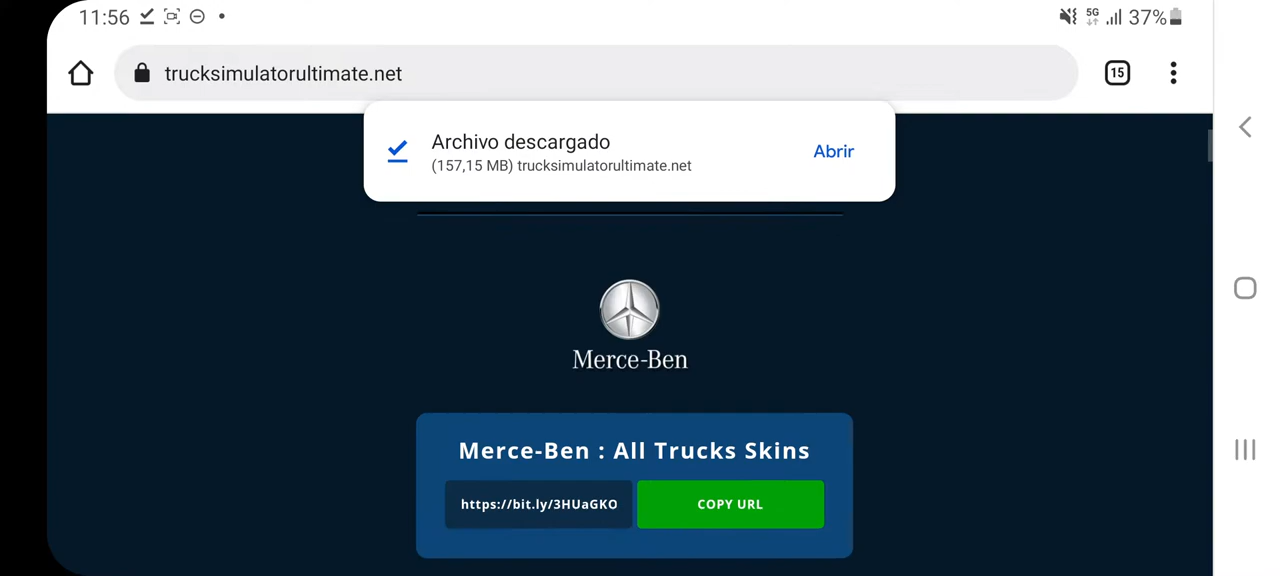 11:56
5G 37%
trucksimulatorultimate.net
15
Archivo descargado
(157,15 MB) trucksimulatorultimate.net
Abrir
Merce-Ben
Merce-Ben : All Trucks Skins
https://bit.ly/3HUaGKO
COPY URL